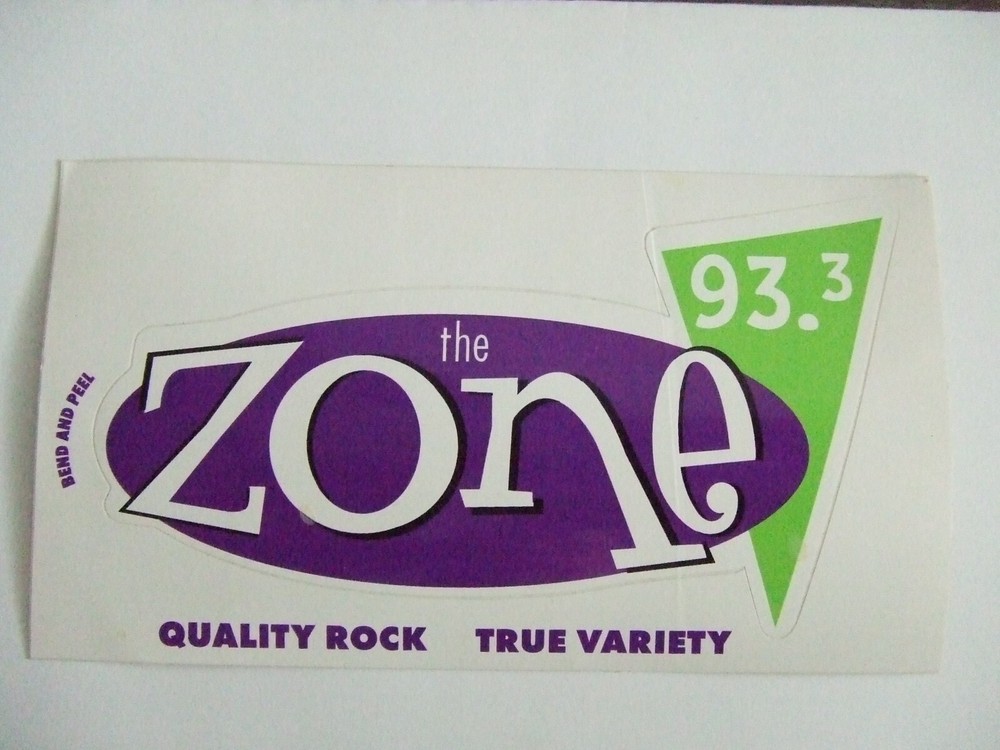 93.3
the
zone
BEND AND PEEL
QUALITY ROCK TRUE VARIETY